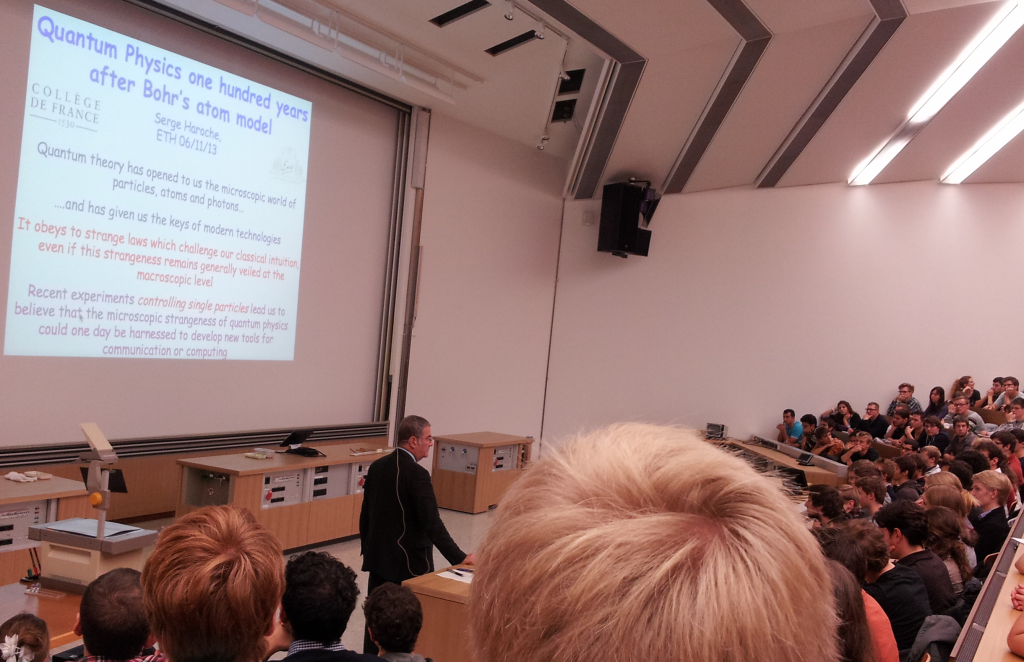 Quantum Physics one hundred years
after Bohr's atom model
COLLÈGE
DE FRANCE
1530
Serge Haroche,
ETH 06/11/13
Quantum theory has opened to us the microscopic world of
particles, atoms and photons...
....and has given us the keys of modern technologies
It obeys to strange laws which challenge our classical intuition,
even if this strangeness remains generally veiled at the
macroscopic level
Recent experiments controlling single particles lead us to
believe that the microscopic strangeness of quantum physics
could one day be harnessed to develop new tools for
communication or computing